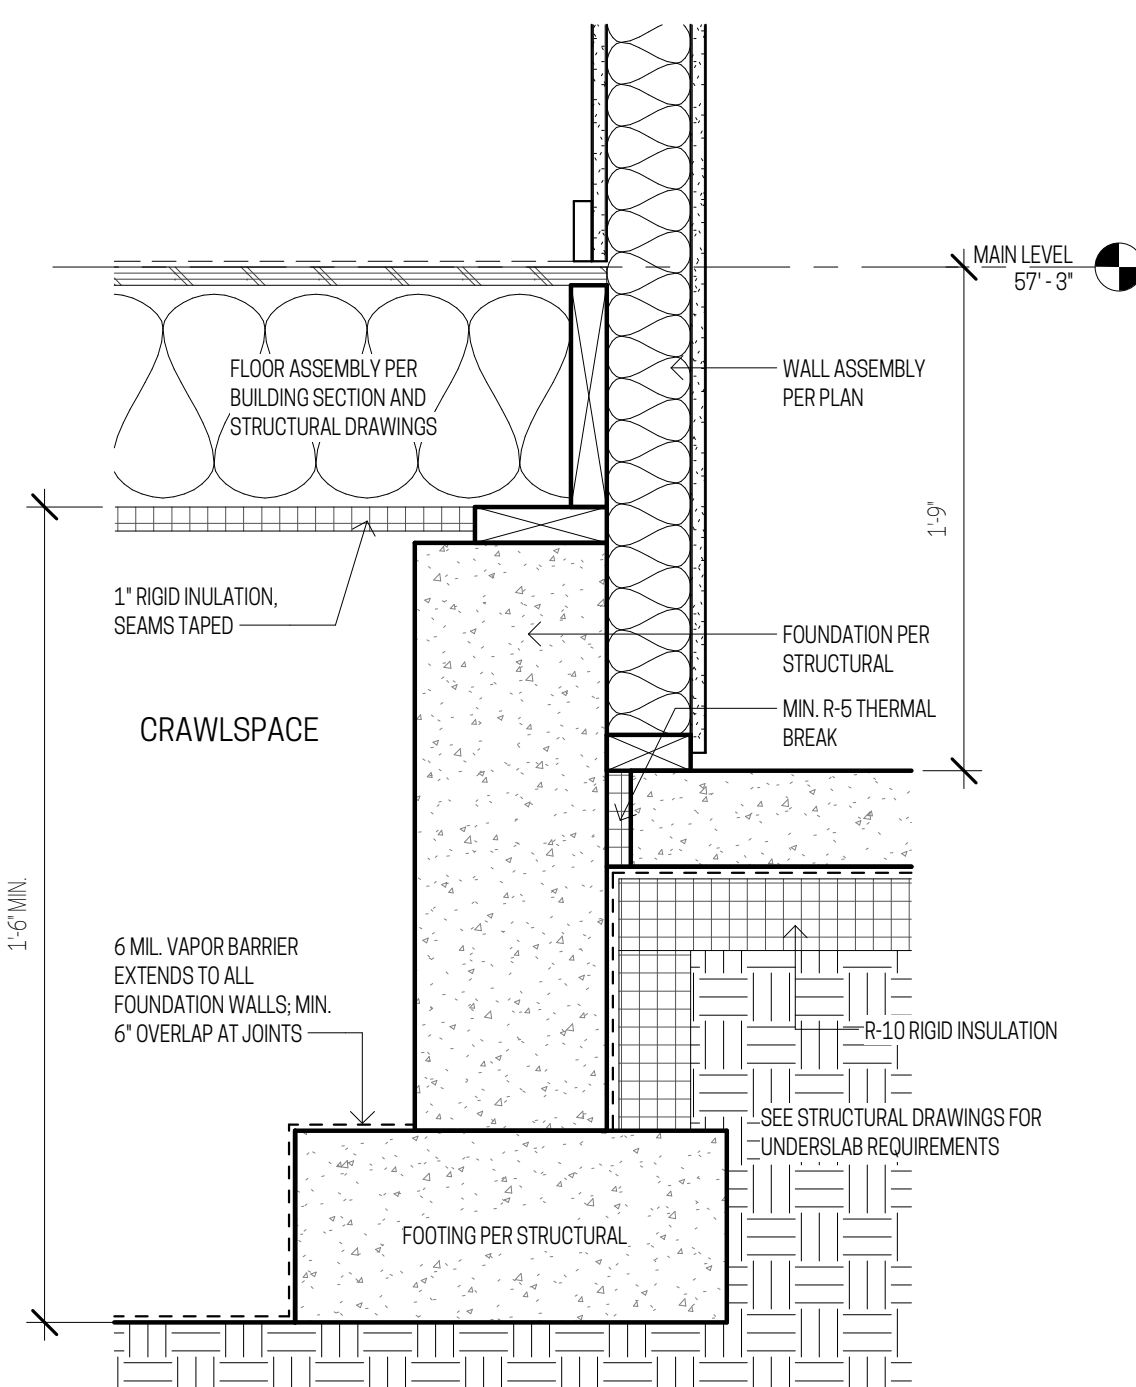 MAIN LEVEL
57' - 3"
FLOOR ASSEMBLY PER
BUILDING SECTION AND
STRUCTURAL DRAWINGS
WALL ASSEMBLY
PER PLAN
1'-9"
1" RIGID INULATION,
SEAMS TAPED
FOUNDATION PER
STRUCTURAL
MIN. R-5 THERMAL
BREAK
CRAWLSPACE
1'-6" MIN.
6 MIL. VAPOR BARRIER
EXTENDS TO ALL
FOUNDATION WALLS; MIN.
6" OVERLAP AT JOINTS
R-10 RIGID INSULATION
SEE STRUCTURAL DRAWINGS FOR
UNDERSLAB REQUIREMENTS
FOOTING PER STRUCTURAL